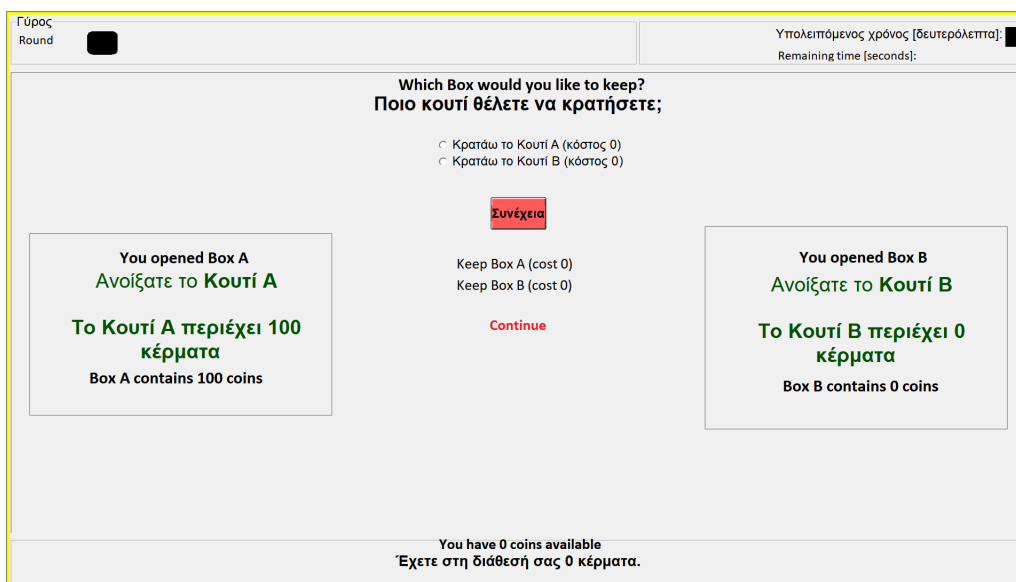 Γύρος
Round
Υπολειπόμενος χρόνος [δευτερόλεπτα]:
Remaining time [seconds]:
Which Box would you like to keep?
Ποιο κουτί θέλετε να κρατήσετε;
Κρατάω το Κουτί Α (κόστος 0)
Κρατάω το Κουτί Β (κόστος 0)
Συνέχεια
Keep Box A (cost 0)
Keep Box B (cost 0)
Continue
You opened Box A
Ανοίξατε το Κουτί Α
Το Κουτί Α περιέχει 100
κέρματα
Box A contains 100 coins
You opened Box B
Ανοίξατε το Κουτί Β
Το Κουτί Β περιέχει 0
κέρματα
Box B contains 0 coins
You have 0 coins available
Έχετε στη διάθεσή σας 0 κέρματα.